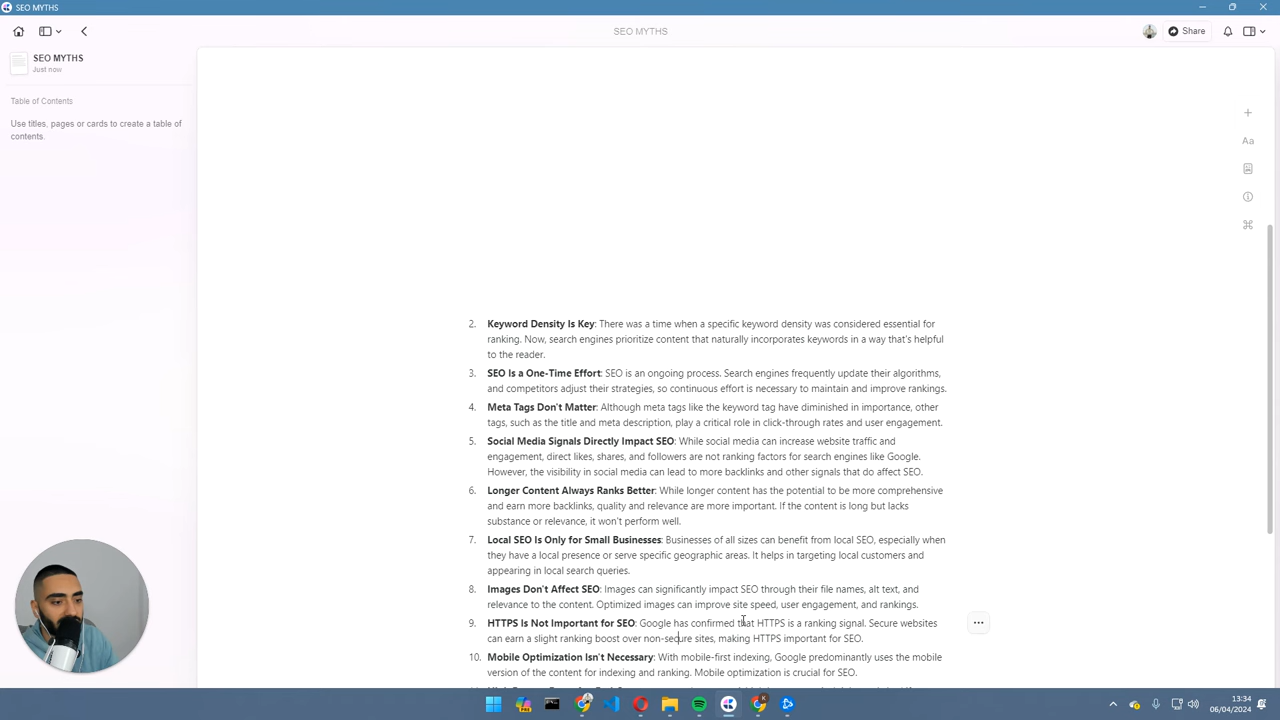 SEO MYTHS
SEO MYTHS
Share
SEO MYTHS
Just now
Table of Contents
Use titles, pages or cards to create a table of
contents.
Aa
2. Keyword Density Is Key: There was a time when a specific keyword density was considered essential for
ranking. Now, search engines prioritize content that naturally incorporates keywords in a way that's helpful
to the reader.
3. SEO Is a One-Time Effort: SEO is an ongoing process. Search engines frequently update their algorithms,
and competitors adjust their strategies, so continuous effort is necessary to maintain and improve rankings.
4. Meta Tags Don't Matter: Although meta tags like the keyword tag have diminished in importance, other
tags, such as the title and meta description, play a critical role in click-through rates and user engagement.
5. Social Media Signals Directly Impact SEO: While social media can increase website traffic and
engagement, direct likes, shares, and followers are not ranking factors for search engines like Google.
However, the visibility in social media can lead to more backlinks and other signals that do affect SEO.
6. Longer Content Always Ranks Better: While longer content has the potential to be more comprehensive
and earn more backlinks, quality and relevance are more important. If the content is long but lacks
substance or relevance, it won't perform well.
7. Local SEO Is Only for Small Businesses: Businesses of all sizes can benefit from local SEO, especially when
they have a local presence or serve specific geographic areas. It helps in targeting local customers and
appearing in local search queries.
8. Images Don't Affect SEO: Images can significantly impact SEO through their file names, alt text, and
relevance to the content. Optimized images can improve site speed, user engagement, and rankings.
9. HTTPS Is Not Important for SEO: Google has confirmed that HTTPS is a ranking signal. Secure websites
can earn a slight ranking boost over non-secure sites, making HTTPS important for SEO.
10. Mobile Optimization Isn't Necessary: With mobile-first indexing, Google predominantly uses the mobile
version of the content for indexing and ranking. Mobile optimization is crucial for SEO.
13:34
06/04/2024